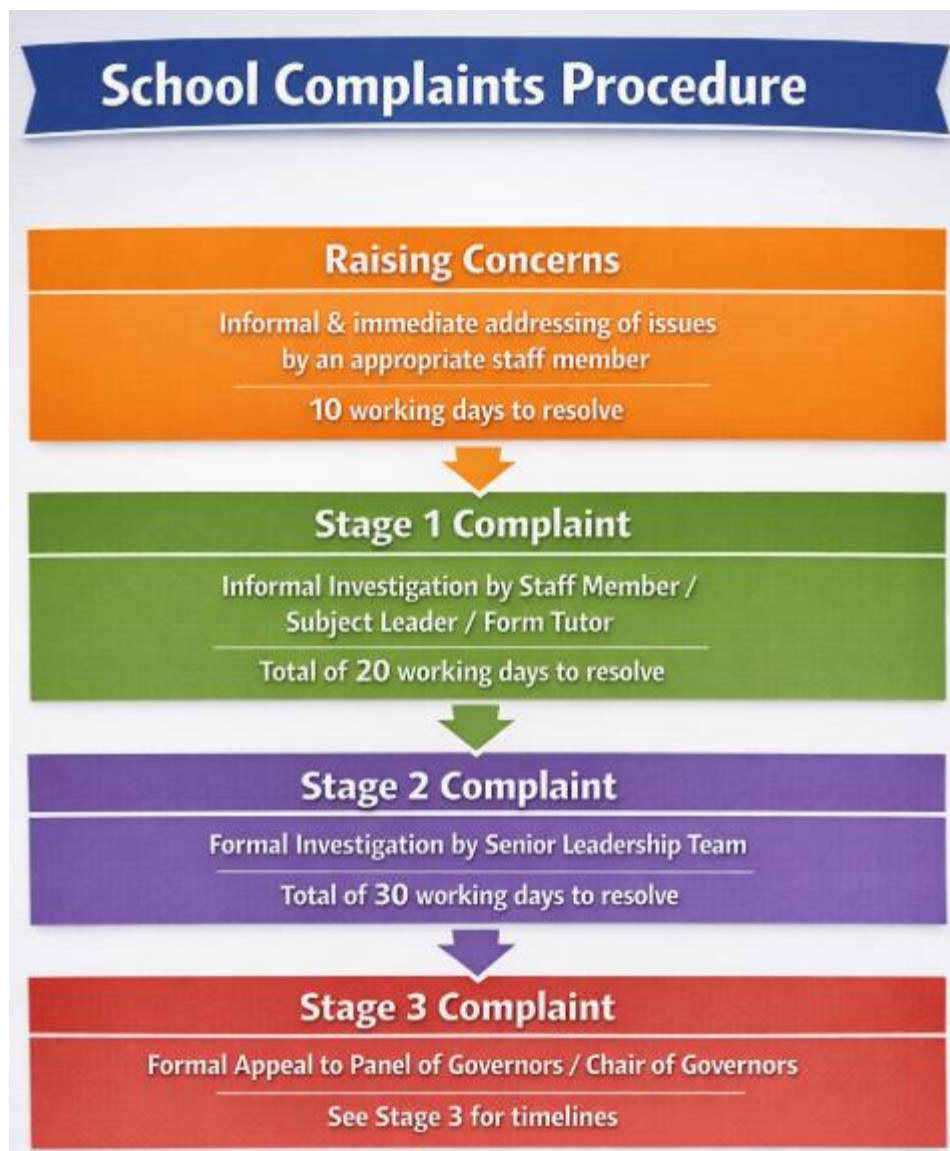 School Complaints Procedure
Raising Concerns
Informal & immediate addressing of issues
by an appropriate staff member
10 working days to resolve
Stage 1 Complaint
Informal Investigation by Staff Member /
Subject Leader / Form Tutor
Total of 20 working days to resolve
Stage 2 Complaint
Formal Investigation by Senior Leadership Team
Total of 30 working days to resolve
Stage 3 Complaint
Formal Appeal to Panel of Governors / Chair of Governors
See Stage 3 for timelines